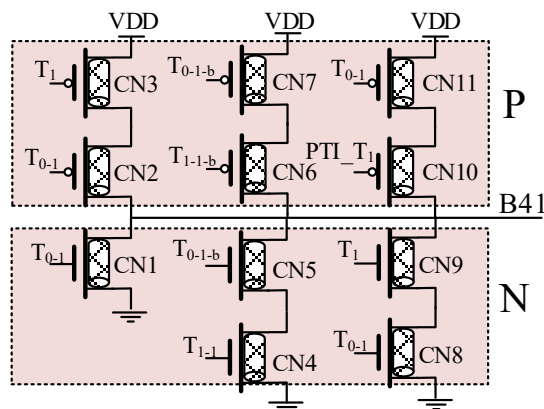 VDD VDD VDD
T1 CN3 T0-1-b CN7 T0-1 CN11
P
T0-1 CN2 T1-1-b CN6 PTI_T1 CN10
B41
T0-1 CN1 T0-1-b CN5 T1 CN9
N
T1-1 CN4 T0-1 CN8